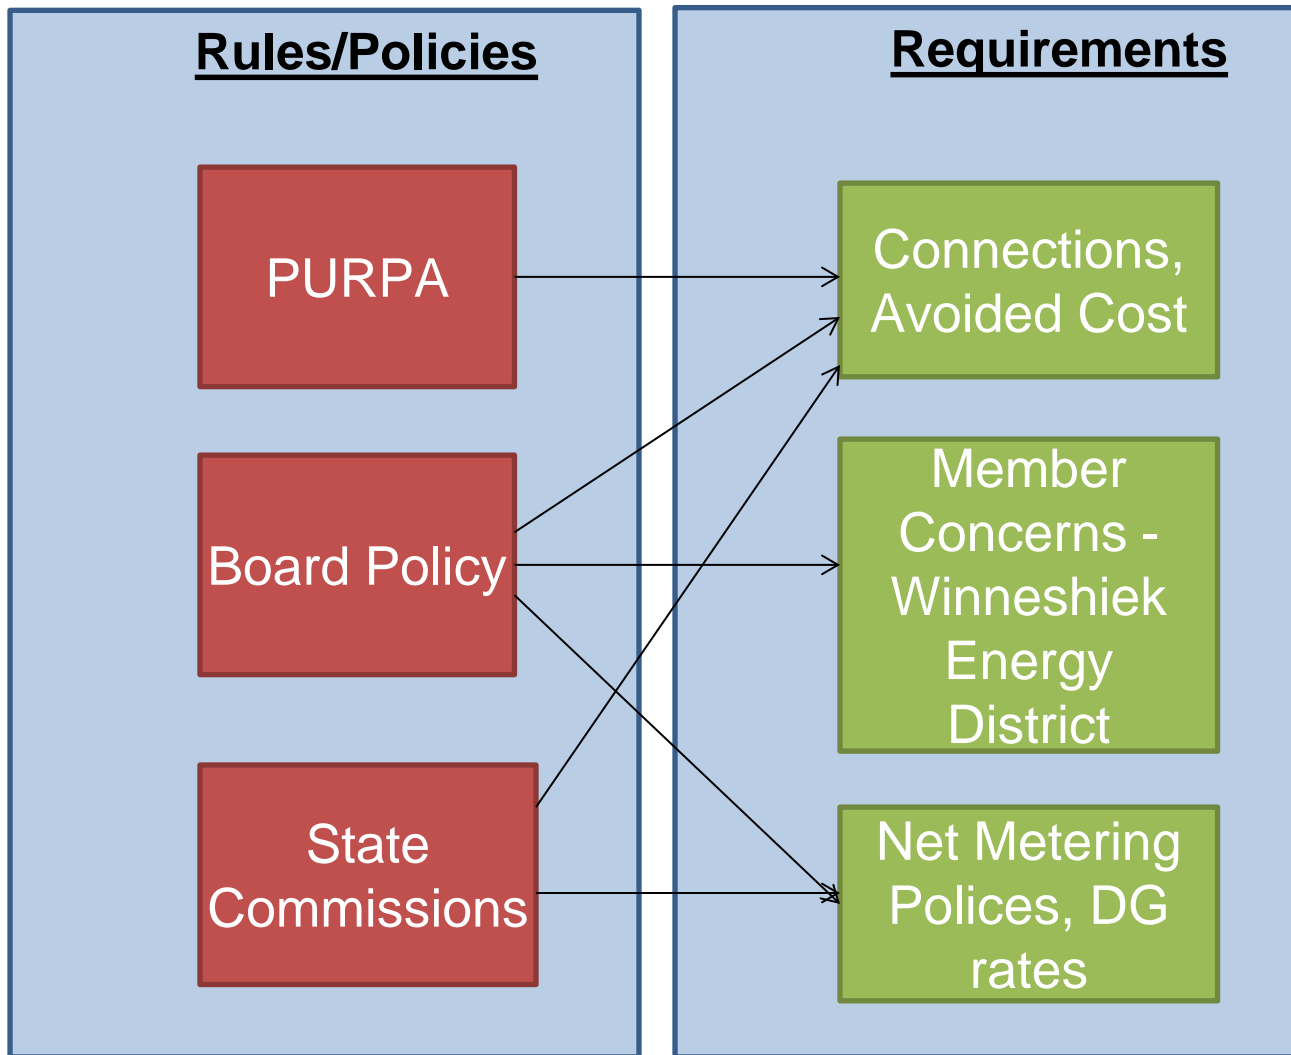 Rules/Policies
PURPA
Board Policy
State
Commissions
Requirements
Connections,
Avoided Cost
Member
Concerns -
Winneshiek
Energy
District
Net Metering
Polices, DG
rates